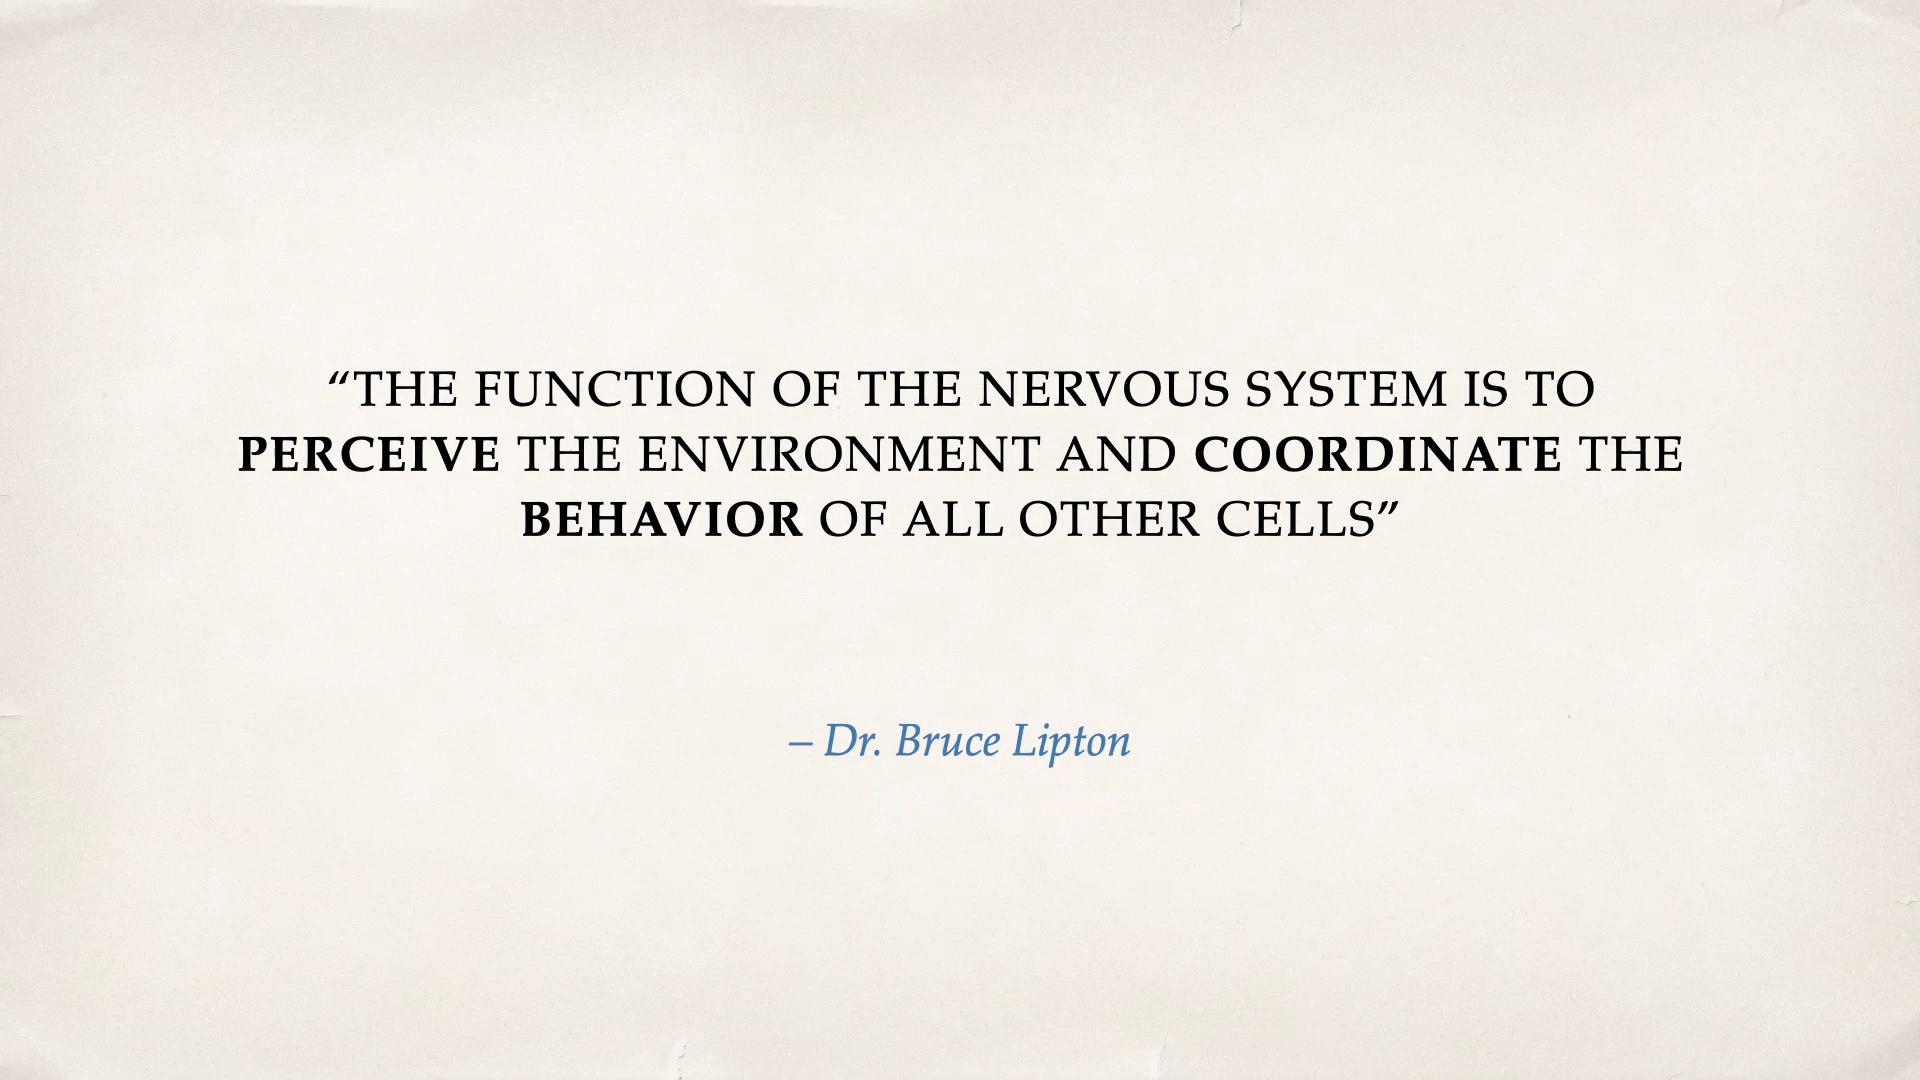 “THE FUNCTION OF THE NERVOUS SYSTEM IS TO
PERCEIVE THE ENVIRONMENT AND COORDINATE THE
BEHAVIOR OF ALL OTHER CELLS”
– Dr. Bruce Lipton